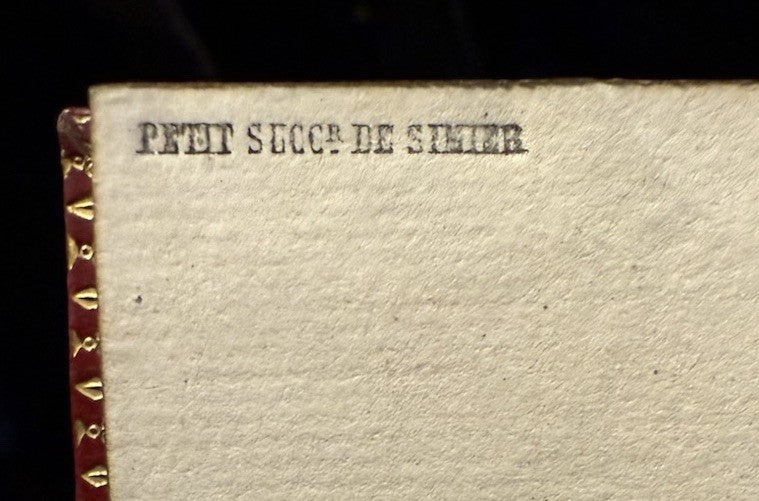 PETIT SUCCR DE SIMIER